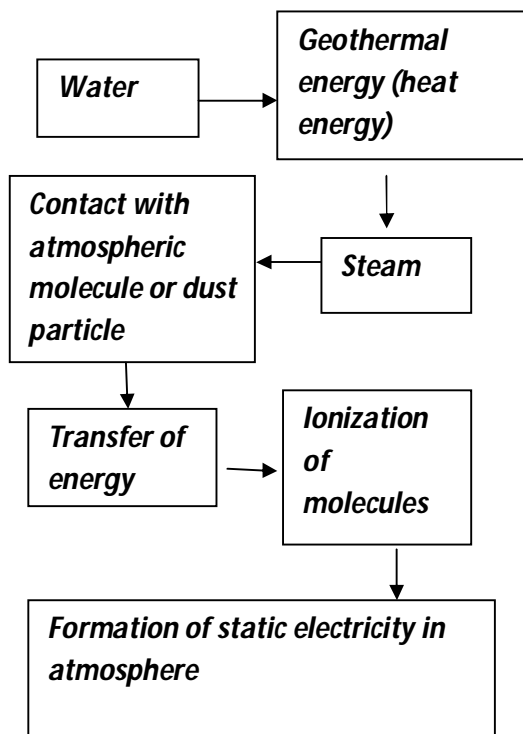 Water
Geothermal
energy (heat
energy)
Steam
Contact with
atmospheric
molecule or dust
particle
Transfer of
energy
Ionization
of
molecules
Formation of static electricity in
atmosphere